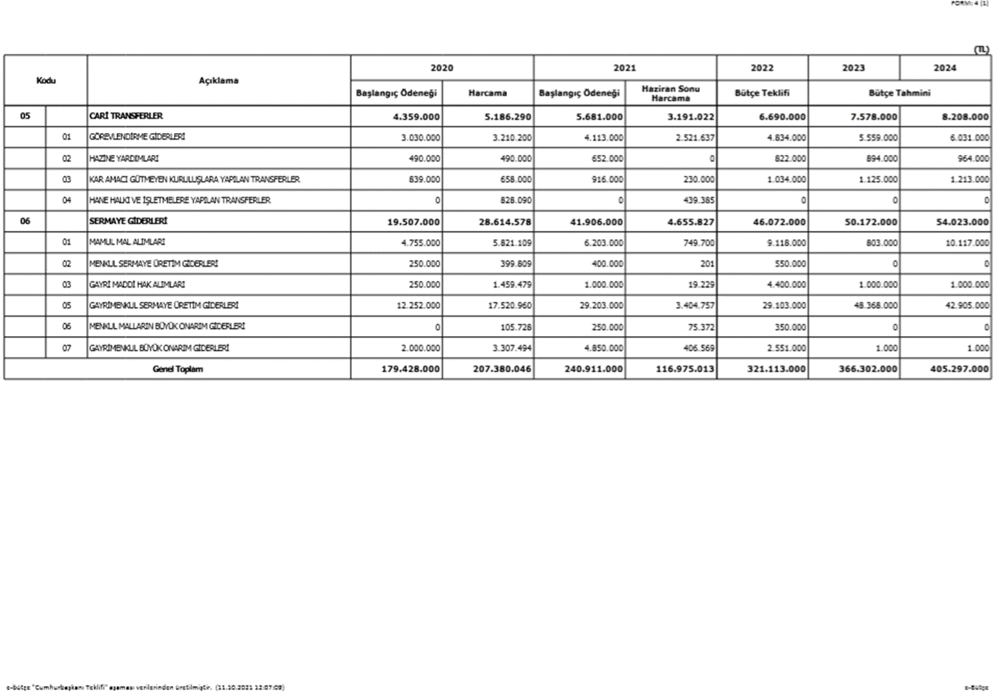 FORM: 4 (1)
(TL)
Kodu Açıklama 2020 2021 2022 2023 2024
Başlangıç Ödeneği Harcama Başlangıç Ödeneği Haziran Sonu Harcama Bütçe Teklifi Bütçe Tahmini
05 CARİ TRANSFERLER 4.359.000 5.186.290 5.681.000 3.191.022 6.690.000 7.578.000 8.208.000
01 GÖREVLENDİRME GİDERLERİ 3.030.000 3.210.200 4.113.000 2.521.637 4.834.000 5.559.000 6.031.000
02 HAZİNE YARDIMLARI 490.000 490.000 652.000 0 822.000 894.000 964.000
03 KAR AMACI GÜTMEYEN KURULUŞLARA YAPILAN TRANSFERLER 839.000 658.000 916.000 230.000 1.034.000 1.125.000 1.213.000
04 HANE HALKI VE İŞLETMELERE YAPILAN TRANSFERLER 0 828.090 0 439.385 0 0 0
06 SERMAYE GİDERLERİ 19.507.000 28.614.578 41.906.000 4.655.827 46.072.000 50.172.000 54.023.000
01 MAMUL MAL ALIMLARI 4.755.000 5.821.109 6.203.000 749.700 9.118.000 803.000 10.117.000
02 MENKUL SERMAYE ÜRETİM GİDERLERİ 250.000 399.809 400.000 201 550.000 0 0
03 GAYRİ MADDİ HAK ALIMLARI 250.000 1.459.479 1.000.000 19.229 4.400.000 1.000.000 1.000.000
05 GAYRİMENKUL SERMAYE ÜRETİM GİDERLERİ 12.252.000 17.520.960 29.203.000 3.404.757 29.103.000 48.368.000 42.905.000
06 MENKUL MALLARIN BÜYÜK ONARIM GİDERLERİ 0 105.728 250.000 75.372 350.000 0 0
07 GAYRİMENKUL BÜYÜK ONARIM GİDERLERİ 2.000.000 3.307.494 4.850.000 406.569 2.551.000 1.000 1.000
Genel Toplam 179.428.000 207.380.046 240.911.000 116.975.013 321.113.000 366.302.000 405.297.000
e-bütçe "Cumhurbaşkanı Teklifi" aşaması verilerinden üretilmiştir. (11.10.2021 12:07:09) e-Bütçe